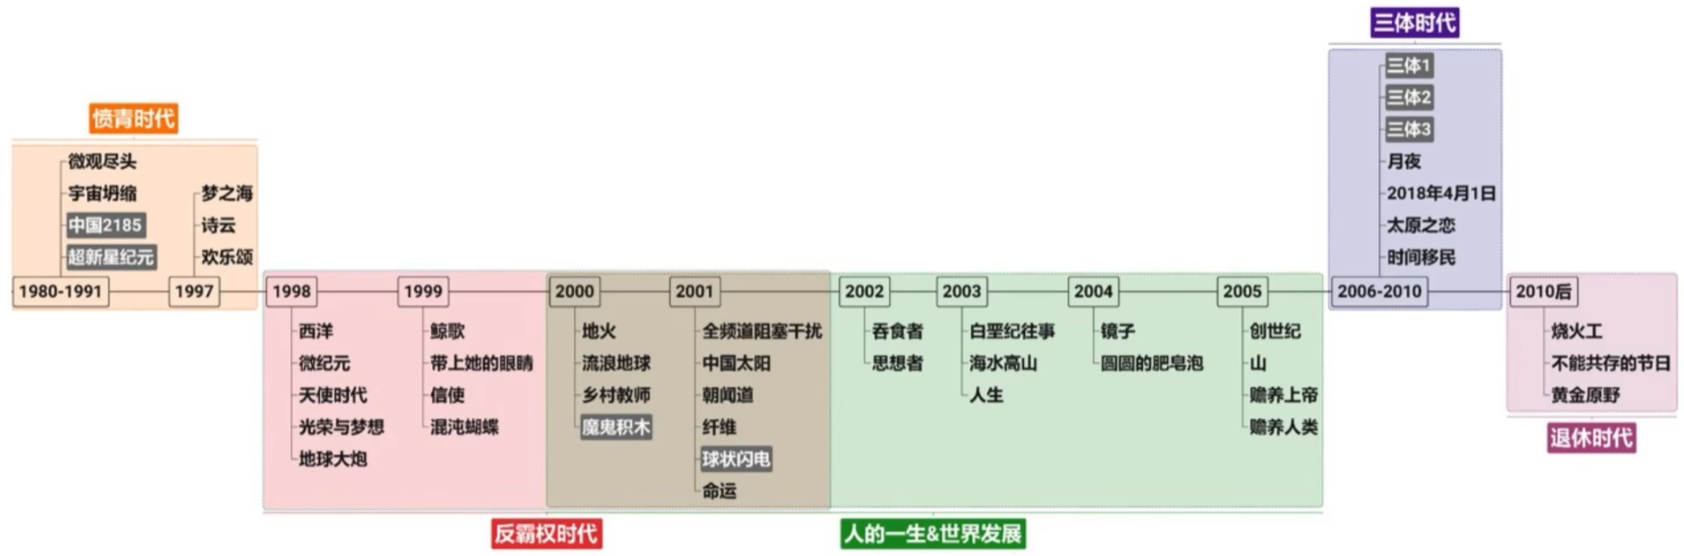 三体时代
三体1
三体2
三体3
月夜
2018年4月1日
太原之恋
时间移民
愤青时代
微观尽头
宇宙坍缩
中国2185
超新星纪元
梦之海
诗云
欢乐颂
1980-1991
1997
1998
1999
2000
2001
2002
2003
2004
2005
2006-2010
2010后
西洋
微纪元
天使时代
光荣与梦想
地球大炮
鲸歌
带上她的眼睛
信使
混沌蝴蝶
地火
流浪地球
乡村教师
魔鬼积木
全频道阻塞干扰
中国太阳
朝闻道
纤维
球状闪电
命运
吞食者
思想者
白垩纪往事
海水高山
人生
镜子
圆圆的肥皂泡
创世纪
山
赡养上帝
赡养人类
烧火工
不能共存的节日
黄金原野
反霸权时代
人的一生&世界发展
退休时代